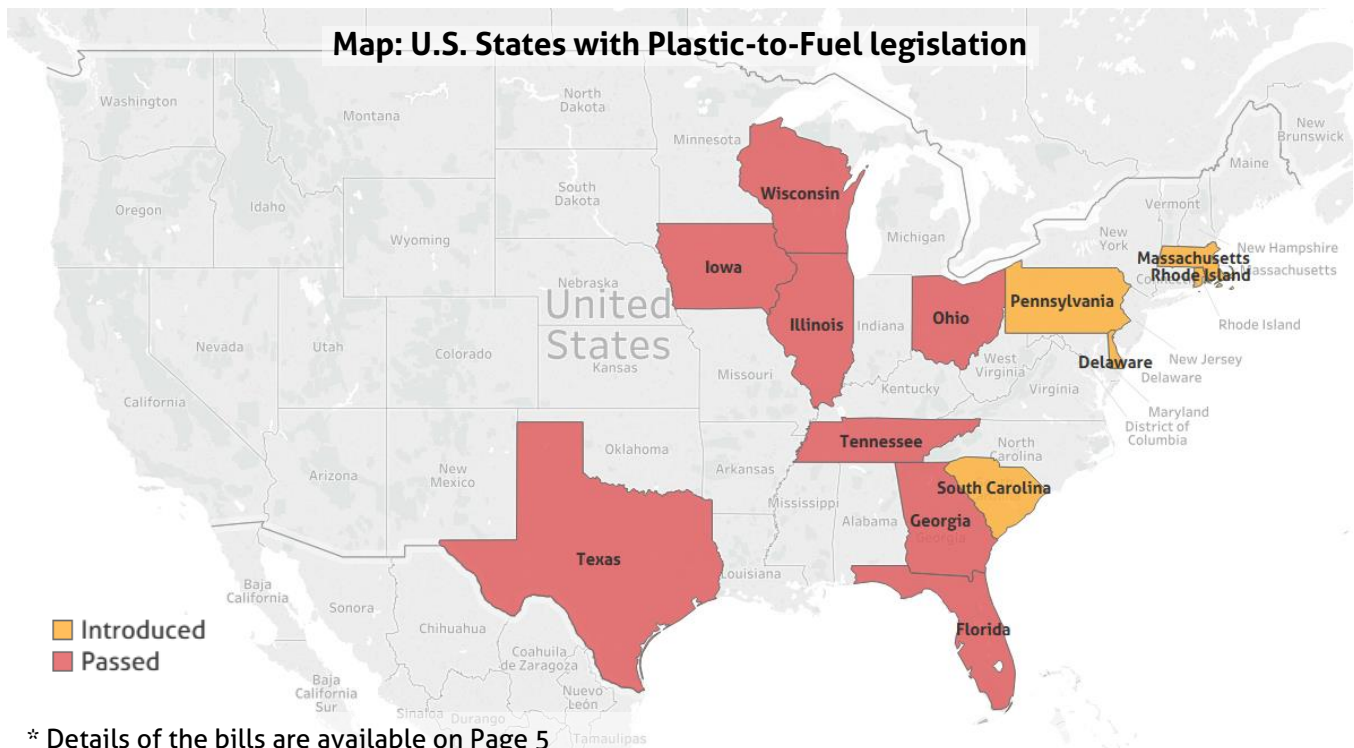 Map: U.S. States with Plastic-to-Fuel legislation
Washington
Montana
North
Dakota
Minnesota
New
Brunswick
Maine
Oregon
Idaho
South
Dakota
Wisconsin
Vermont
Wyoming
Michigan
New
York
New Hampshire
Massachusetts
Massachusetts
Iowa
Rhode Island
Nebraska
Pennsylvania
United
States
Illinois
Indiana
Ohio
Rhode Island
Nevada
Utah
Colorado
Kansas
Missouri
West
Virginia
Delaware
New Jersey
Delaware
California
Kentucky
Virginia
Maryland
District of
Columbia
Tennessee
North
Carolina
Oklahoma
Arizona
New
Mexico
Arkansas
South Carolina
Mississippi
Alabama
Georgia
Georgia
Texas
Louisiana
Baja
California
Sonora
Chihuahua
Florida
Introduced
Passed
Coahuila
de Zaragoza
Baja
California
Sur
Nuevo
León
Sinaloa
Durango
Tamaulipas
* Details of the bills are available on Page 5